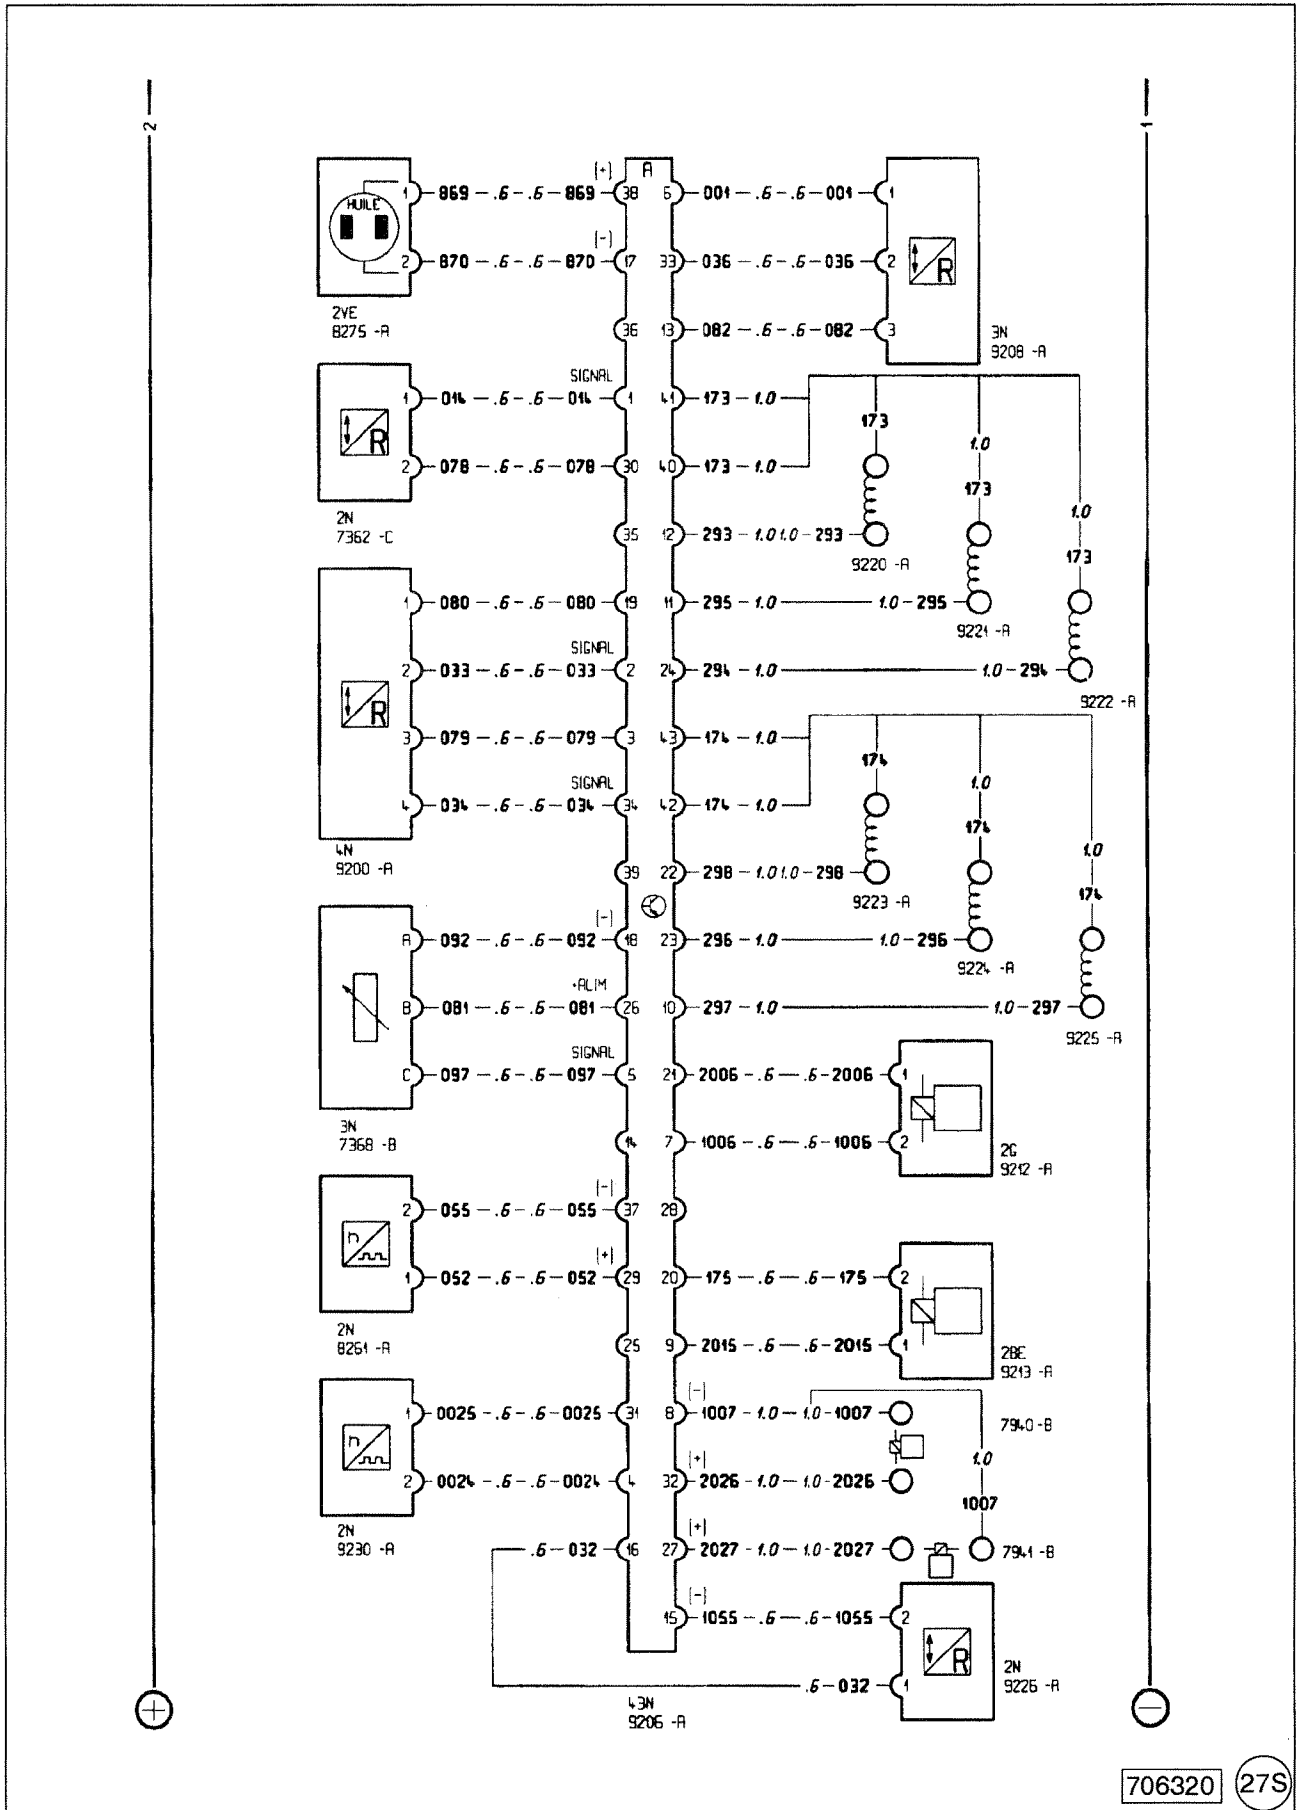 2 1
A
[+]
1 869 -.6 -.6- 869 38 6 001 -.6 -.6- 001 1
HUILE
[-]
2 870 -.6 -.6- 870 17 33 036 -.6 -.6- 036 2
R
2VE
8275 -A
36 13 082 -.6 -.6- 082 3
3N
9208 -A
SIGNAL
1 014 -.6 -.6- 014 1 41 173 - 1.0
R
173 1.0
2 078 -.6 -.6- 078 30 40 173 - 1.0
173 1.0
2N
7362 -C
35 12 293 - 1.0 1.0 - 293
173
9220 -A
1 080 -.6 -.6- 080 19 11 295 - 1.0 1.0 - 295
9221 -A
SIGNAL
2 033 -.6 -.6- 033 2 24 294 - 1.0 1.0 - 294
9222 -A
R
3 079 -.6 -.6- 079 3 43 174 - 1.0
174 1.0
SIGNAL
4 034 -.6 -.6- 034 34 42 174 - 1.0
174 1.0
4N
9200 -A
39 22 298 - 1.0 1.0 - 298
174
9223 -A
[-]
A 092 -.6 -.6- 092 18 23 296 - 1.0 1.0 - 296
9224 -A
+ALIM
B 081 -.6 -.6- 081 26 10 297 - 1.0 1.0 - 297
9225 -A
SIGNAL
C 097 -.6 -.6- 097 5 21 2006 -.6 -.6- 2006 1
3N
7368 -B
14 7 1006 -.6 -.6- 1006 2
2G
9212 -A
[-]
2 055 -.6 -.6- 055 37 28
n
[+]
1 052 -.6 -.6- 052 29 20 175 -.6 -.6- 175 2
2N
8261 -A
25 9 2015 -.6 -.6- 2015 1
2BE
9213 -A
[-]
1 0025 -.6 -.6- 0025 31 8 1007 - 1.0 - 1.0 - 1007
7940 -B
n
[+]
1.0
2 0024 -.6 -.6- 0024 4 32 2026 - 1.0 - 1.0 - 2026
1007
2N
9230 -A
[+]
.6 - 032 16 27 2027 - 1.0 - 1.0 - 2027
7941 -B
[-]
15 1055 -.6 -.6- 1055 2
R
2N
9226 -A
.6 - 032 1
43N
9206 -A
+ −
706320 27S